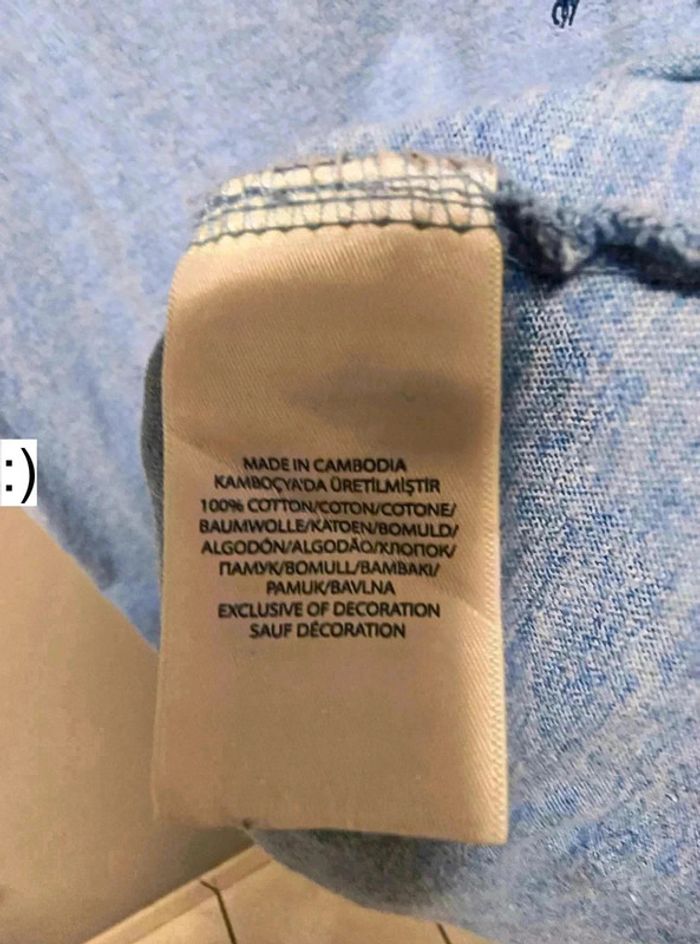 MADE IN CAMBODIA
KAMBOÇYA'DA ÜRETİLMİŞTİR
100% COTTON/COTON/COTONE/
BAUMWOLLE/KATOEN/BOMULD/
ALGODÓN/ALGODÃO/ХЛОПОК/
ПАМУК/BOMULL/BAMBAKI/
PAMUK/BAVLNA
EXCLUSIVE OF DECORATION
SAUF DÉCORATION
:)